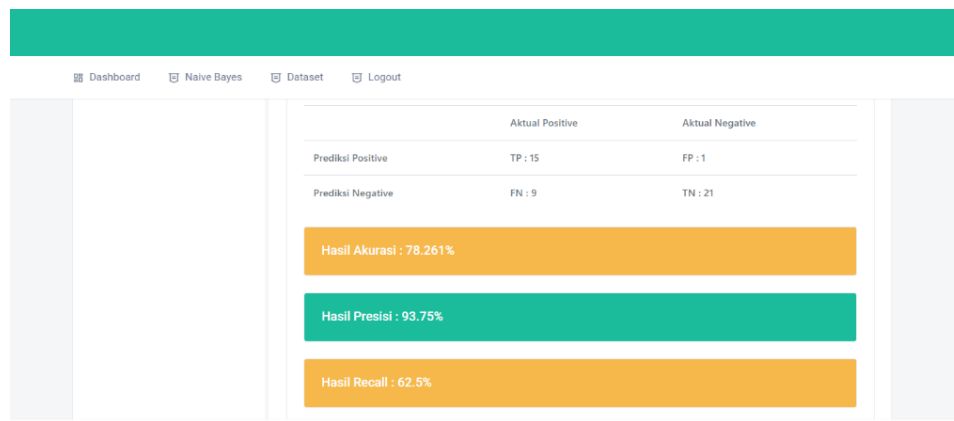 Dashboard Naive Bayes Dataset Logout
Aktual Positive Aktual Negative
Prediksi Positive TP : 15 FP : 1
Prediksi Negative FN : 9 TN : 21
Hasil Akurasi : 78.261%
Hasil Presisi : 93.75%
Hasil Recall : 62.5%